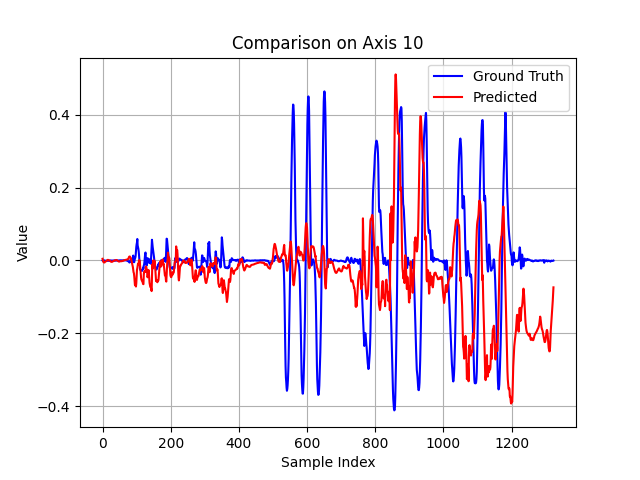 Comparison on Axis 10
Ground Truth
Predicted
0.4
0.2
0.0
−0.2
−0.4
Value
0 200 400 600 800 1000 1200
Sample Index